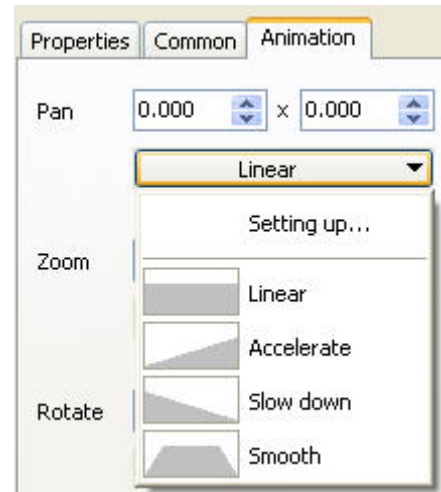 Properties Common Animation
Pan 0.000 x 0.000
Linear
Setting up...
Zoom
Linear
Accelerate
Rotate Slow down
Smooth